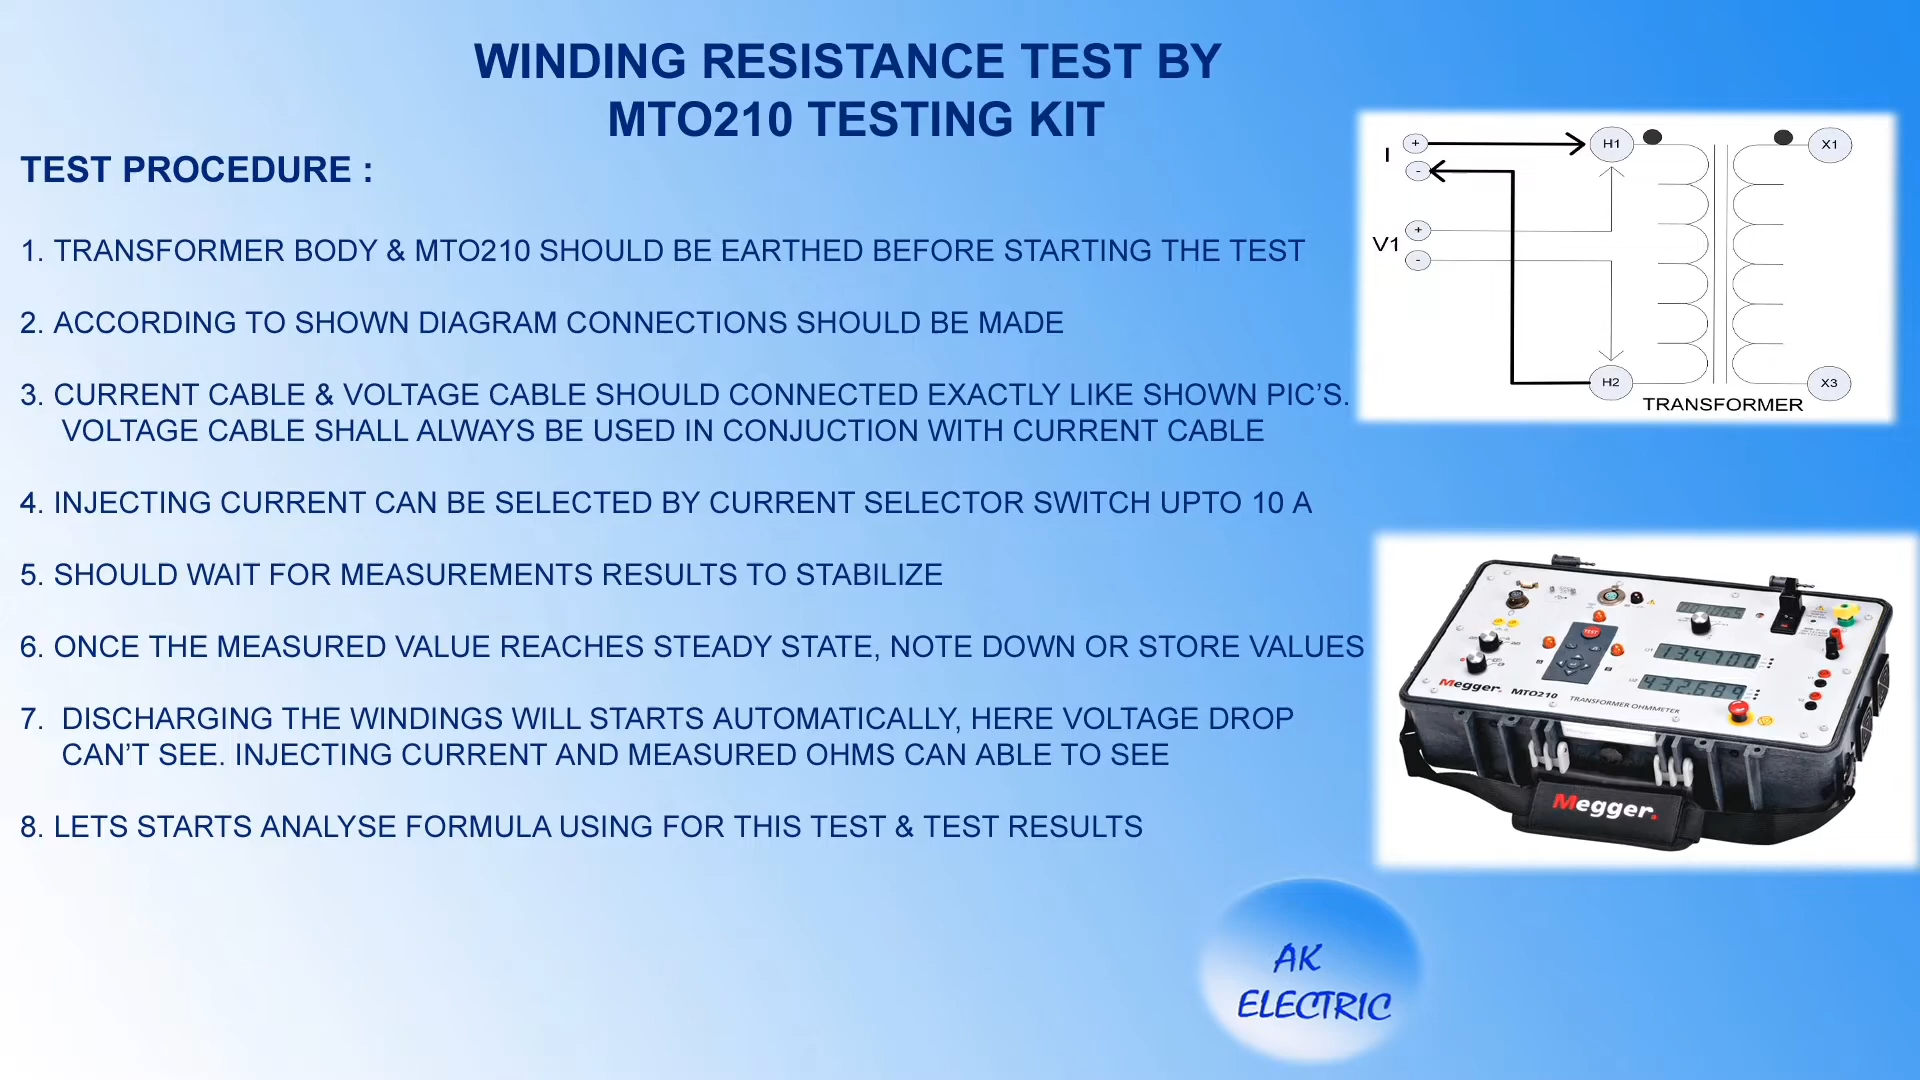 WINDING RESISTANCE TEST BY
MTO210 TESTING KIT
TEST PROCEDURE :
1. TRANSFORMER BODY & MTO210 SHOULD BE EARTHED BEFORE STARTING THE TEST
2. ACCORDING TO SHOWN DIAGRAM CONNECTIONS SHOULD BE MADE
3. CURRENT CABLE & VOLTAGE CABLE SHOULD CONNECTED EXACTLY LIKE SHOWN PIC’S.
VOLTAGE CABLE SHALL ALWAYS BE USED IN CONJUCTION WITH CURRENT CABLE
4. INJECTING CURRENT CAN BE SELECTED BY CURRENT SELECTOR SWITCH UPTO 10 A
5. SHOULD WAIT FOR MEASUREMENTS RESULTS TO STABILIZE
6. ONCE THE MEASURED VALUE REACHES STEADY STATE, NOTE DOWN OR STORE VALUES
7. DISCHARGING THE WINDINGS WILL STARTS AUTOMATICALLY, HERE VOLTAGE DROP
CAN’T SEE. INJECTING CURRENT AND MEASURED OHMS CAN ABLE TO SEE
8. LETS STARTS ANALYSE FORMULA USING FOR THIS TEST & TEST RESULTS
I
+
-
H1
X1
V1
+
-
H2
X3
TRANSFORMER
TEST
13.4700
432.689
Megger. MTO210 TRANSFORMER OHMMETER
Megger.
AK
ELECTRIC